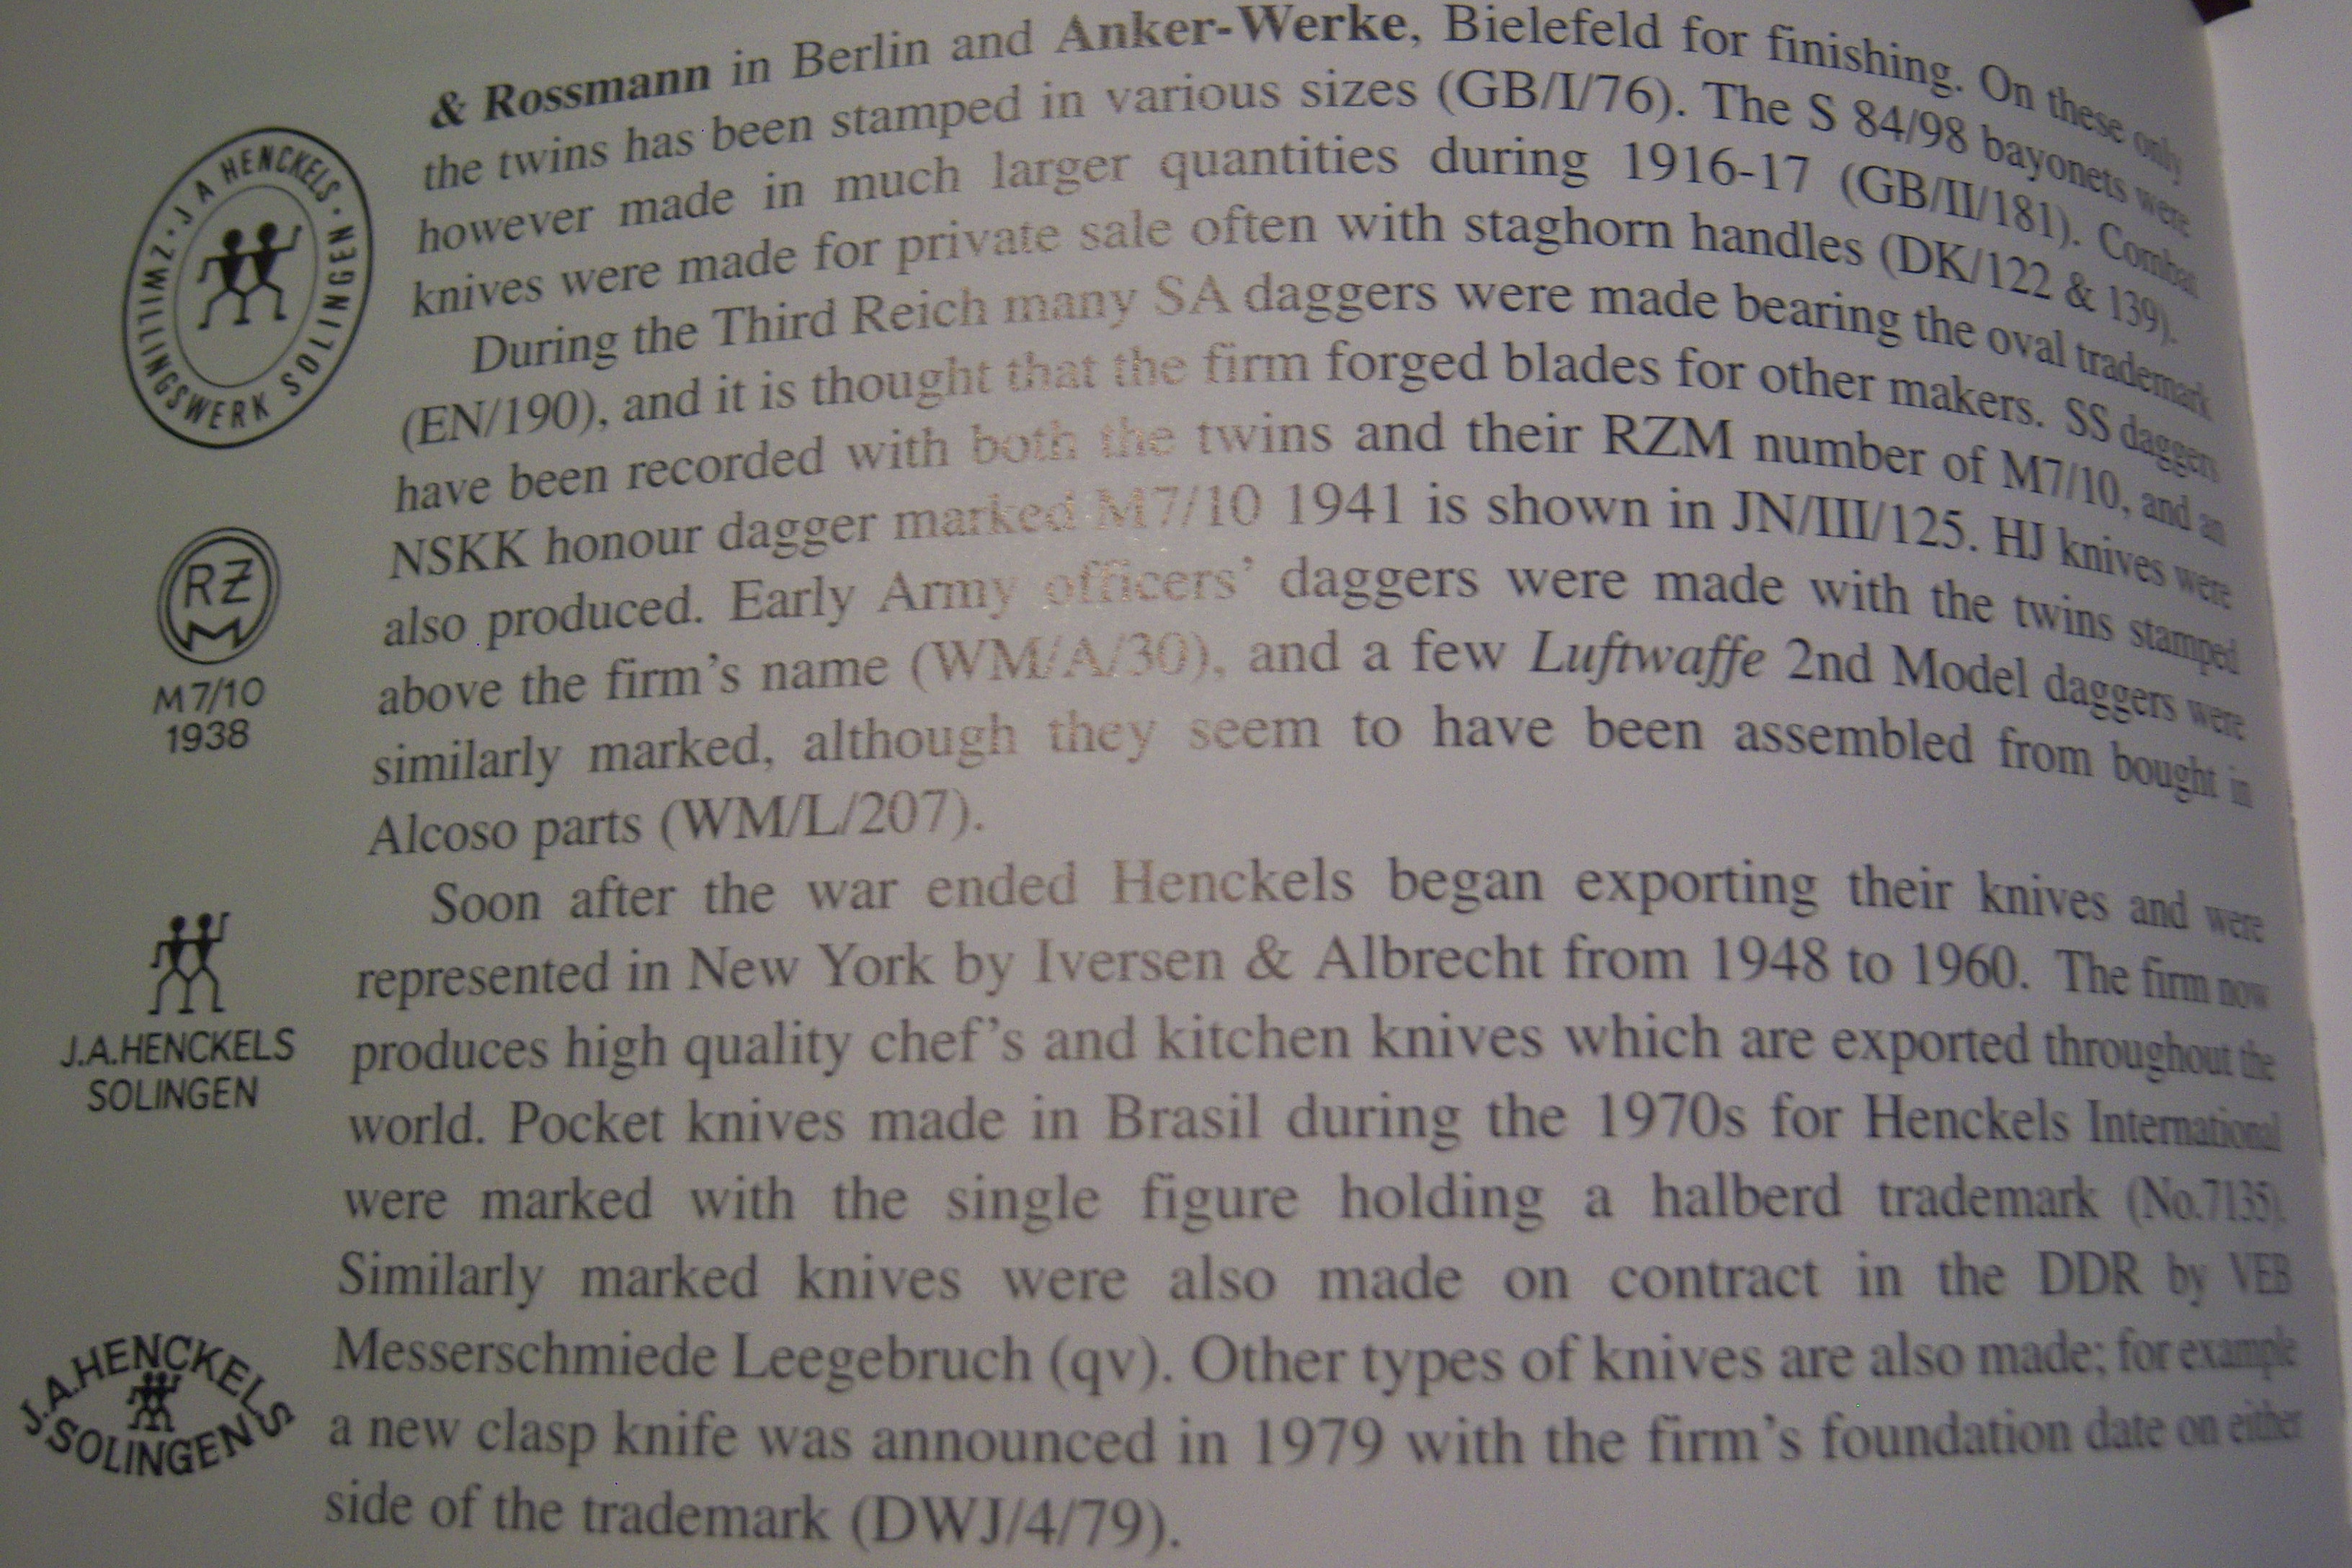 & Rossmann in Berlin and Anker-Werke, Bielefeld for finishing. On these only
the twins has been stamped in various sizes (GB/I/76). The S 84/98 bayonets were
however made in much larger quantities during 1916-17 (GB/II/181). Combat
knives were made for private sale often with staghorn handles (DK/122 & 139).
During the Third Reich many SA daggers were made bearing the oval trademark
(EN/190), and it is thought that the firm forged blades for other makers. SS daggers
have been recorded with both the twins and their RZM number of M7/10, and an
NSKK honour dagger marked M7/10 1941 is shown in JN/III/125. HJ knives were
also produced. Early Army officers' daggers were made with the twins stamped
above the firm's name (WM/A/30), and a few Luftwaffe 2nd Model daggers were
similarly marked, although they seem to have been assembled from bought in
Alcoso parts (WM/L/207).
Soon after the war ended Henckels began exporting their knives and were
represented in New York by Iversen & Albrecht from 1948 to 1960. The firm now
produces high quality chef's and kitchen knives which are exported throughout the
world. Pocket knives made in Brasil during the 1970s for Henckels International
were marked with the single figure holding a halberd trademark (No.7135).
Similarly marked knives were also made on contract in the DDR by VEB
Messerschmiede Leegebruch (qv). Other types of knives are also made; for example
a new clasp knife was announced in 1979 with the firm's foundation date on either
side of the trademark (DWJ/4/79).
J A HENCKELS · ZWILLINGSWERK SOLINGEN ·
RZM
M7/10
1938
J.A.HENCKELS
SOLINGEN
J.A.HENCKELS
SOLINGEN